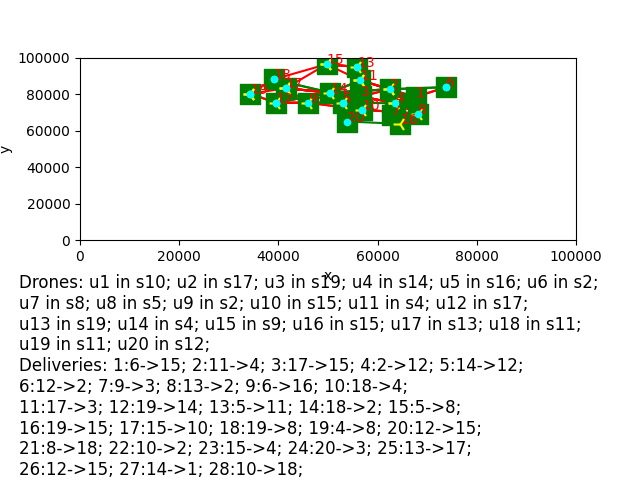 100000
80000
60000
40000
20000
0
y
15
13
0
20000
40000
60000
80000
100000
x
Drones: u1 in s10; u2 in s17; u3 in s19; u4 in s14; u5 in s16; u6 in s2;
u7 in s8; u8 in s5; u9 in s2; u10 in s15; u11 in s4; u12 in s17;
u13 in s19; u14 in s4; u15 in s9; u16 in s15; u17 in s13; u18 in s11;
u19 in s11; u20 in s12;
Deliveries: 1:6->15; 2:11->4; 3:17->15; 4:2->12; 5:14->12;
6:12->2; 7:9->3; 8:13->2; 9:6->16; 10:18->4;
11:17->3; 12:19->14; 13:5->11; 14:18->2; 15:5->8;
16:19->15; 17:15->10; 18:19->8; 19:4->8; 20:12->15;
21:8->18; 22:10->2; 23:15->4; 24:20->3; 25:13->17;
26:12->15; 27:14->1; 28:10->18;